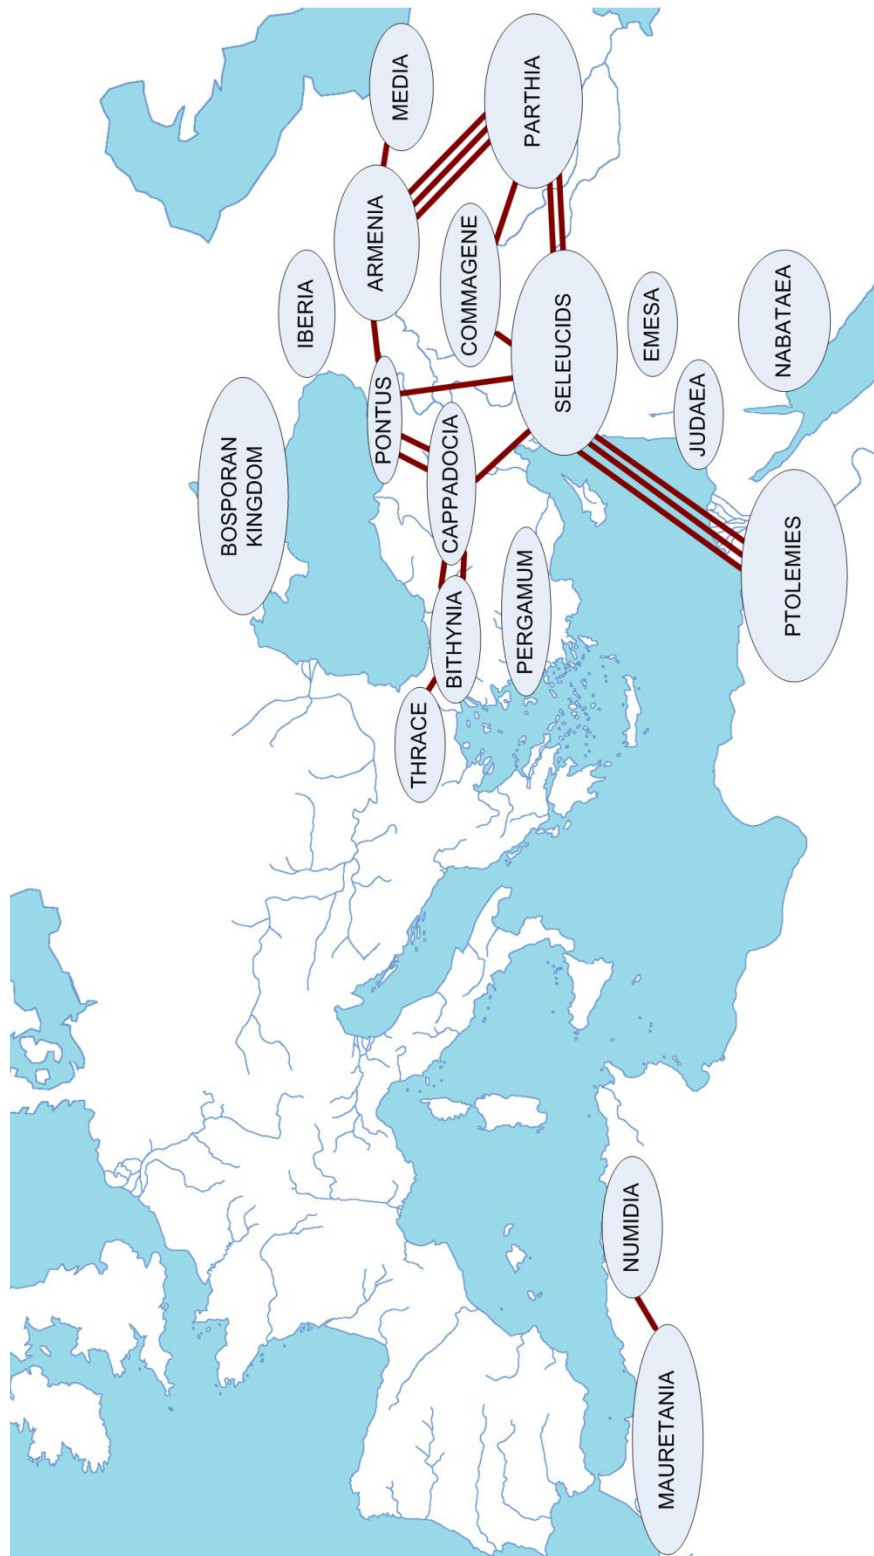 BOSPORAN
KINGDOM
IBERIA
MEDIA
ARMENIA
PONTUS
THRACE
BITHYNIA
CAPPADOCIA
COMMAGENE
PARTHIA
PERGAMUM
SELEUCIDS
EMESA
JUDAEA
NABATAEA
PTOLEMIES
NUMIDIA
MAURETANIA